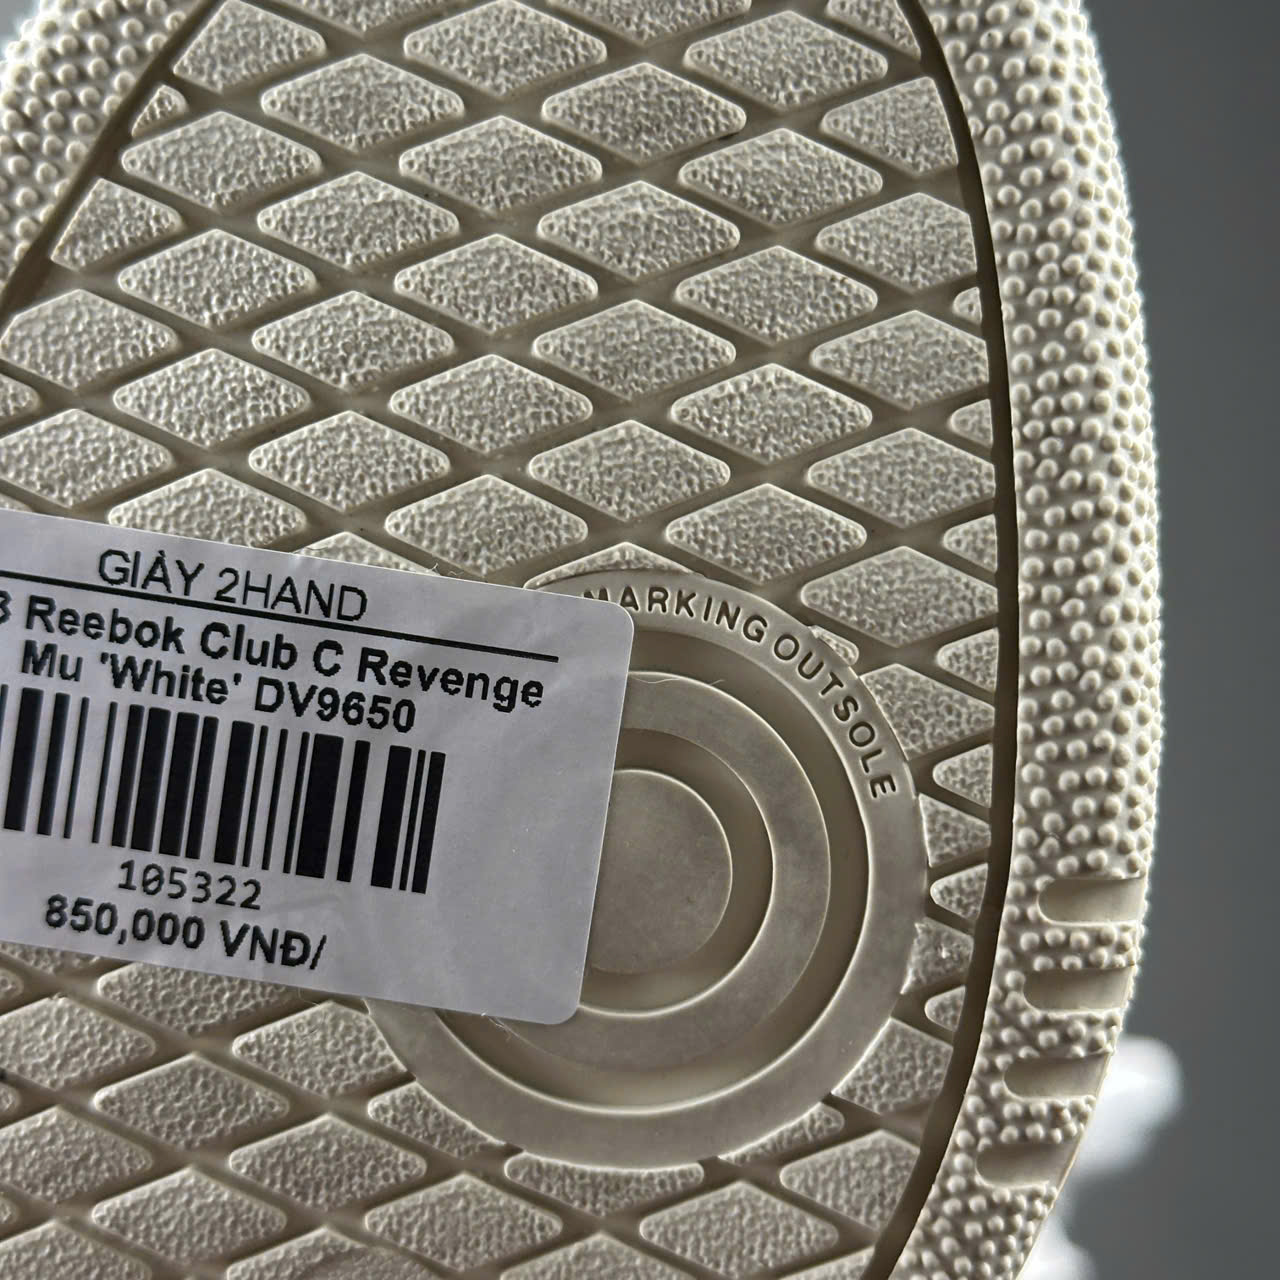 GIÀY 2HAND
Reebok Club C Revenge
Mu 'White' DV9650
105322
850,000 VNĐ/
MARKING OUTSOLE